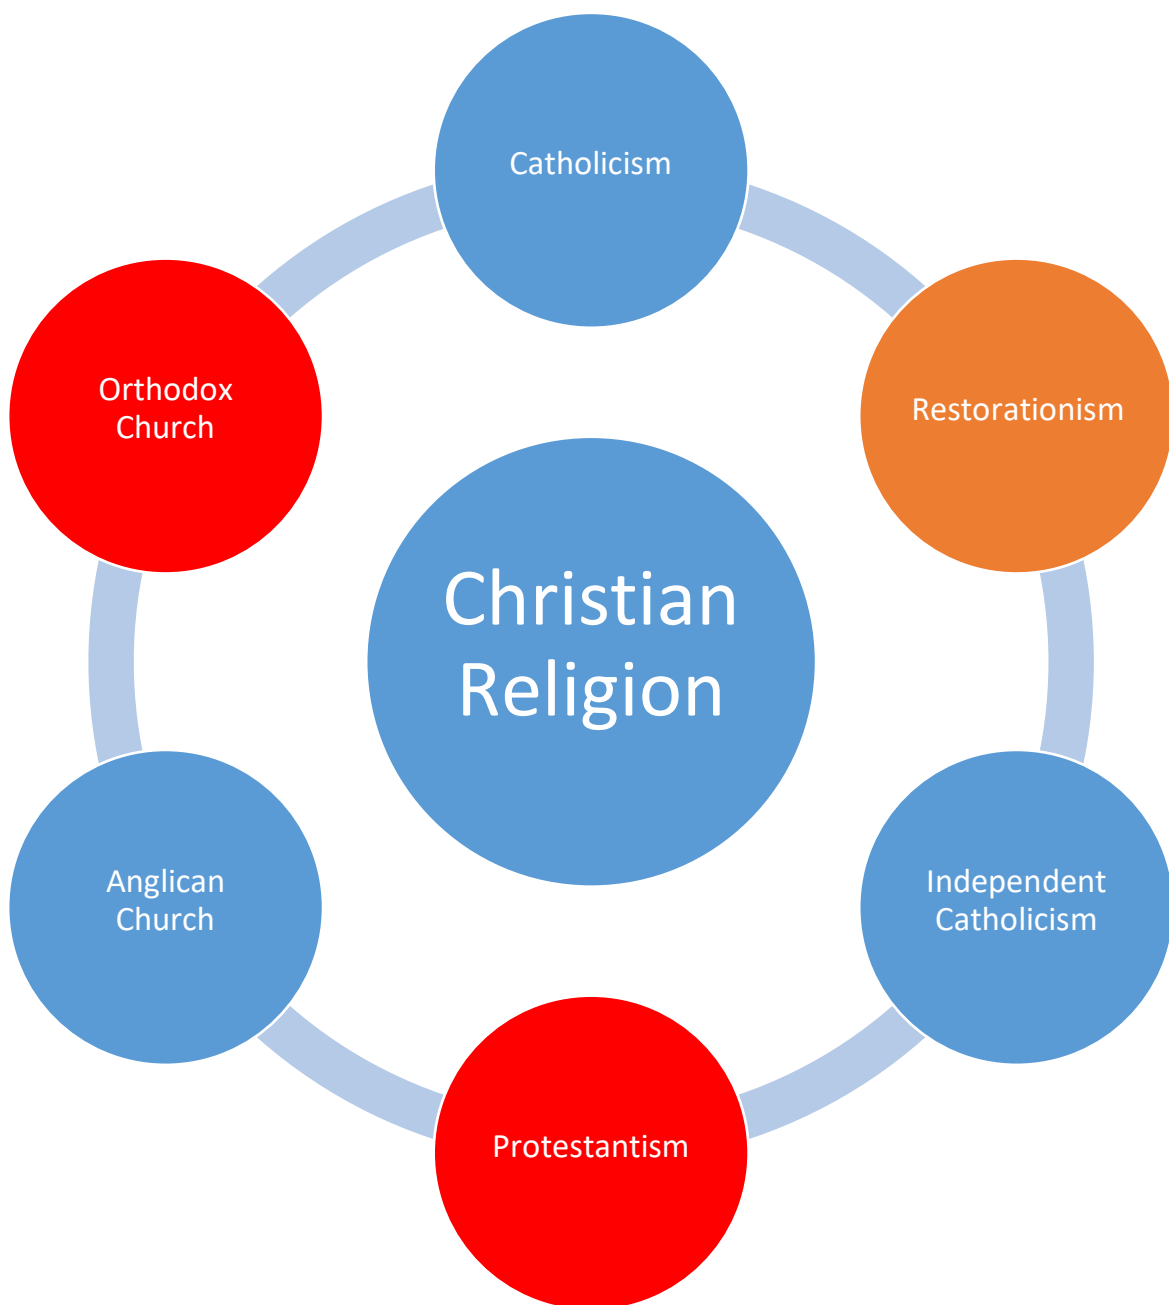 Catholicism
Orthodox
Church
Restorationism
Christian
Religion
Anglican
Church
Independent
Catholicism
Protestantism